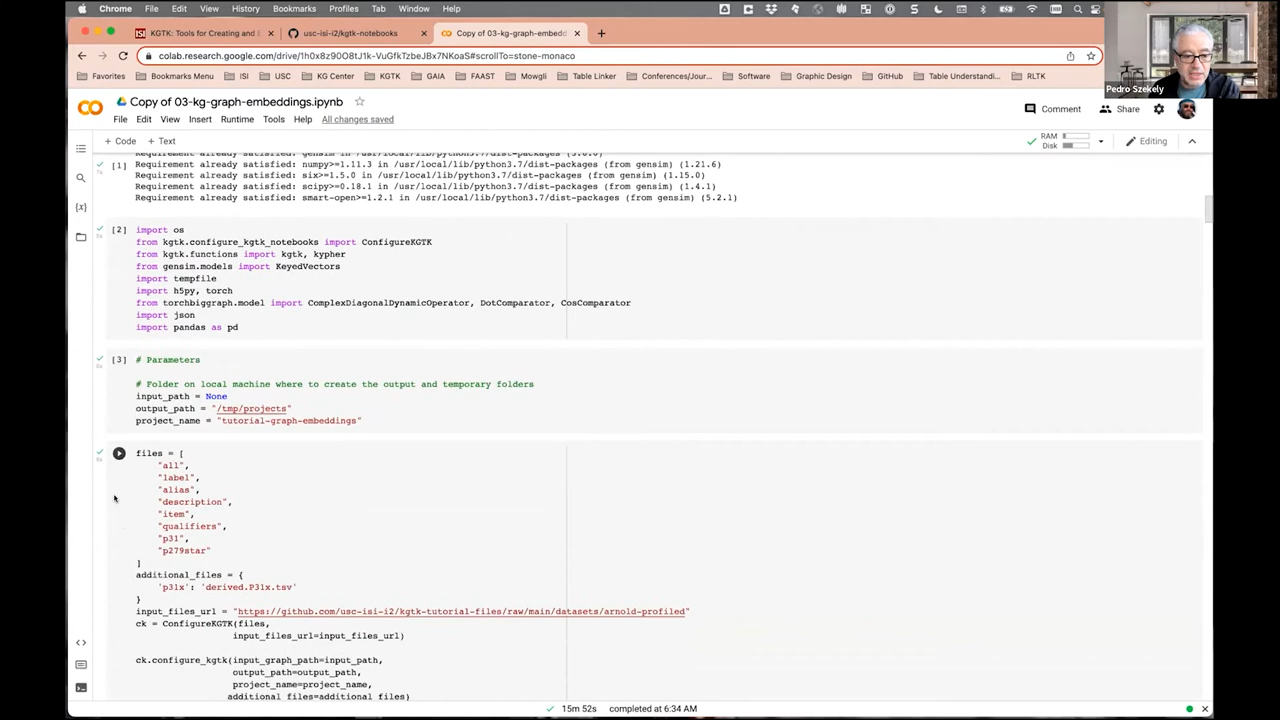 Chrome File Edit View History Bookmarks Profiles Tab Window Help
KGTK: Tools for Creating and E
usc-isi-i2/kgtk-notebooks
Copy of 03-kg-graph-embedd
colab.research.google.com/drive/1h0x8z90O8tJ1k-VuGfkTzbeJBx7NKoaS#scrollTo=stone-monaco
Favorites Bookmarks Menu ISI USC KG Center KGTK GAIA FAAST Mowgli Table Linker Conferences/Jour... Software Graphic Design GitHub Table Understandi... RLTK
Pedro Szekely
Copy of 03-kg-graph-embeddings.ipynb
Comment Share
File Edit View Insert Runtime Tools Help All changes saved
+ Code + Text
RAM
Disk
Editing
Requirement already satisfied: numpy>=1.11.3 in /usr/local/lib/python3.7/dist-packages (from gensim) (1.21.6)
[1]
Requirement already satisfied: six>=1.5.0 in /usr/local/lib/python3.7/dist-packages (from gensim) (1.15.0)
Requirement already satisfied: scipy>=0.18.1 in /usr/local/lib/python3.7/dist-packages (from gensim) (1.4.1)
Requirement already satisfied: smart-open>=1.2.1 in /usr/local/lib/python3.7/dist-packages (from gensim) (5.2.1)
[2] import os
from kgtk.configure_kgtk_notebooks import ConfigureKGTK
from kgtk.functions import kgtk, kypher
from gensim.models import KeyedVectors
import tempfile
import h5py, torch
from torchbiggraph.model import ComplexDiagonalDynamicOperator, DotComparator, CosComparator
import json
import pandas as pd
[3] # Parameters
# Folder on local machine where to create the output and temporary folders
input_path = None
output_path = "/tmp/projects"
project_name = "tutorial-graph-embeddings"
files = [
"all",
"label",
"alias",
"description",
"item",
"qualifiers",
"p31",
"p279star"
]
additional_files = {
'p31x': 'derived.P31x.tsv'
}
input_files_url = "https://github.com/usc-isi-i2/kgtk-tutorial-files/raw/main/datasets/arnold-profiled"
ck = ConfigureKGTK(files,
input_files_url=input_files_url)
ck.configure_kgtk(input_graph_path=input_path,
output_path=output_path,
project_name=project_name,
additional_files=additional_files)
15m 52s completed at 6:34 AM